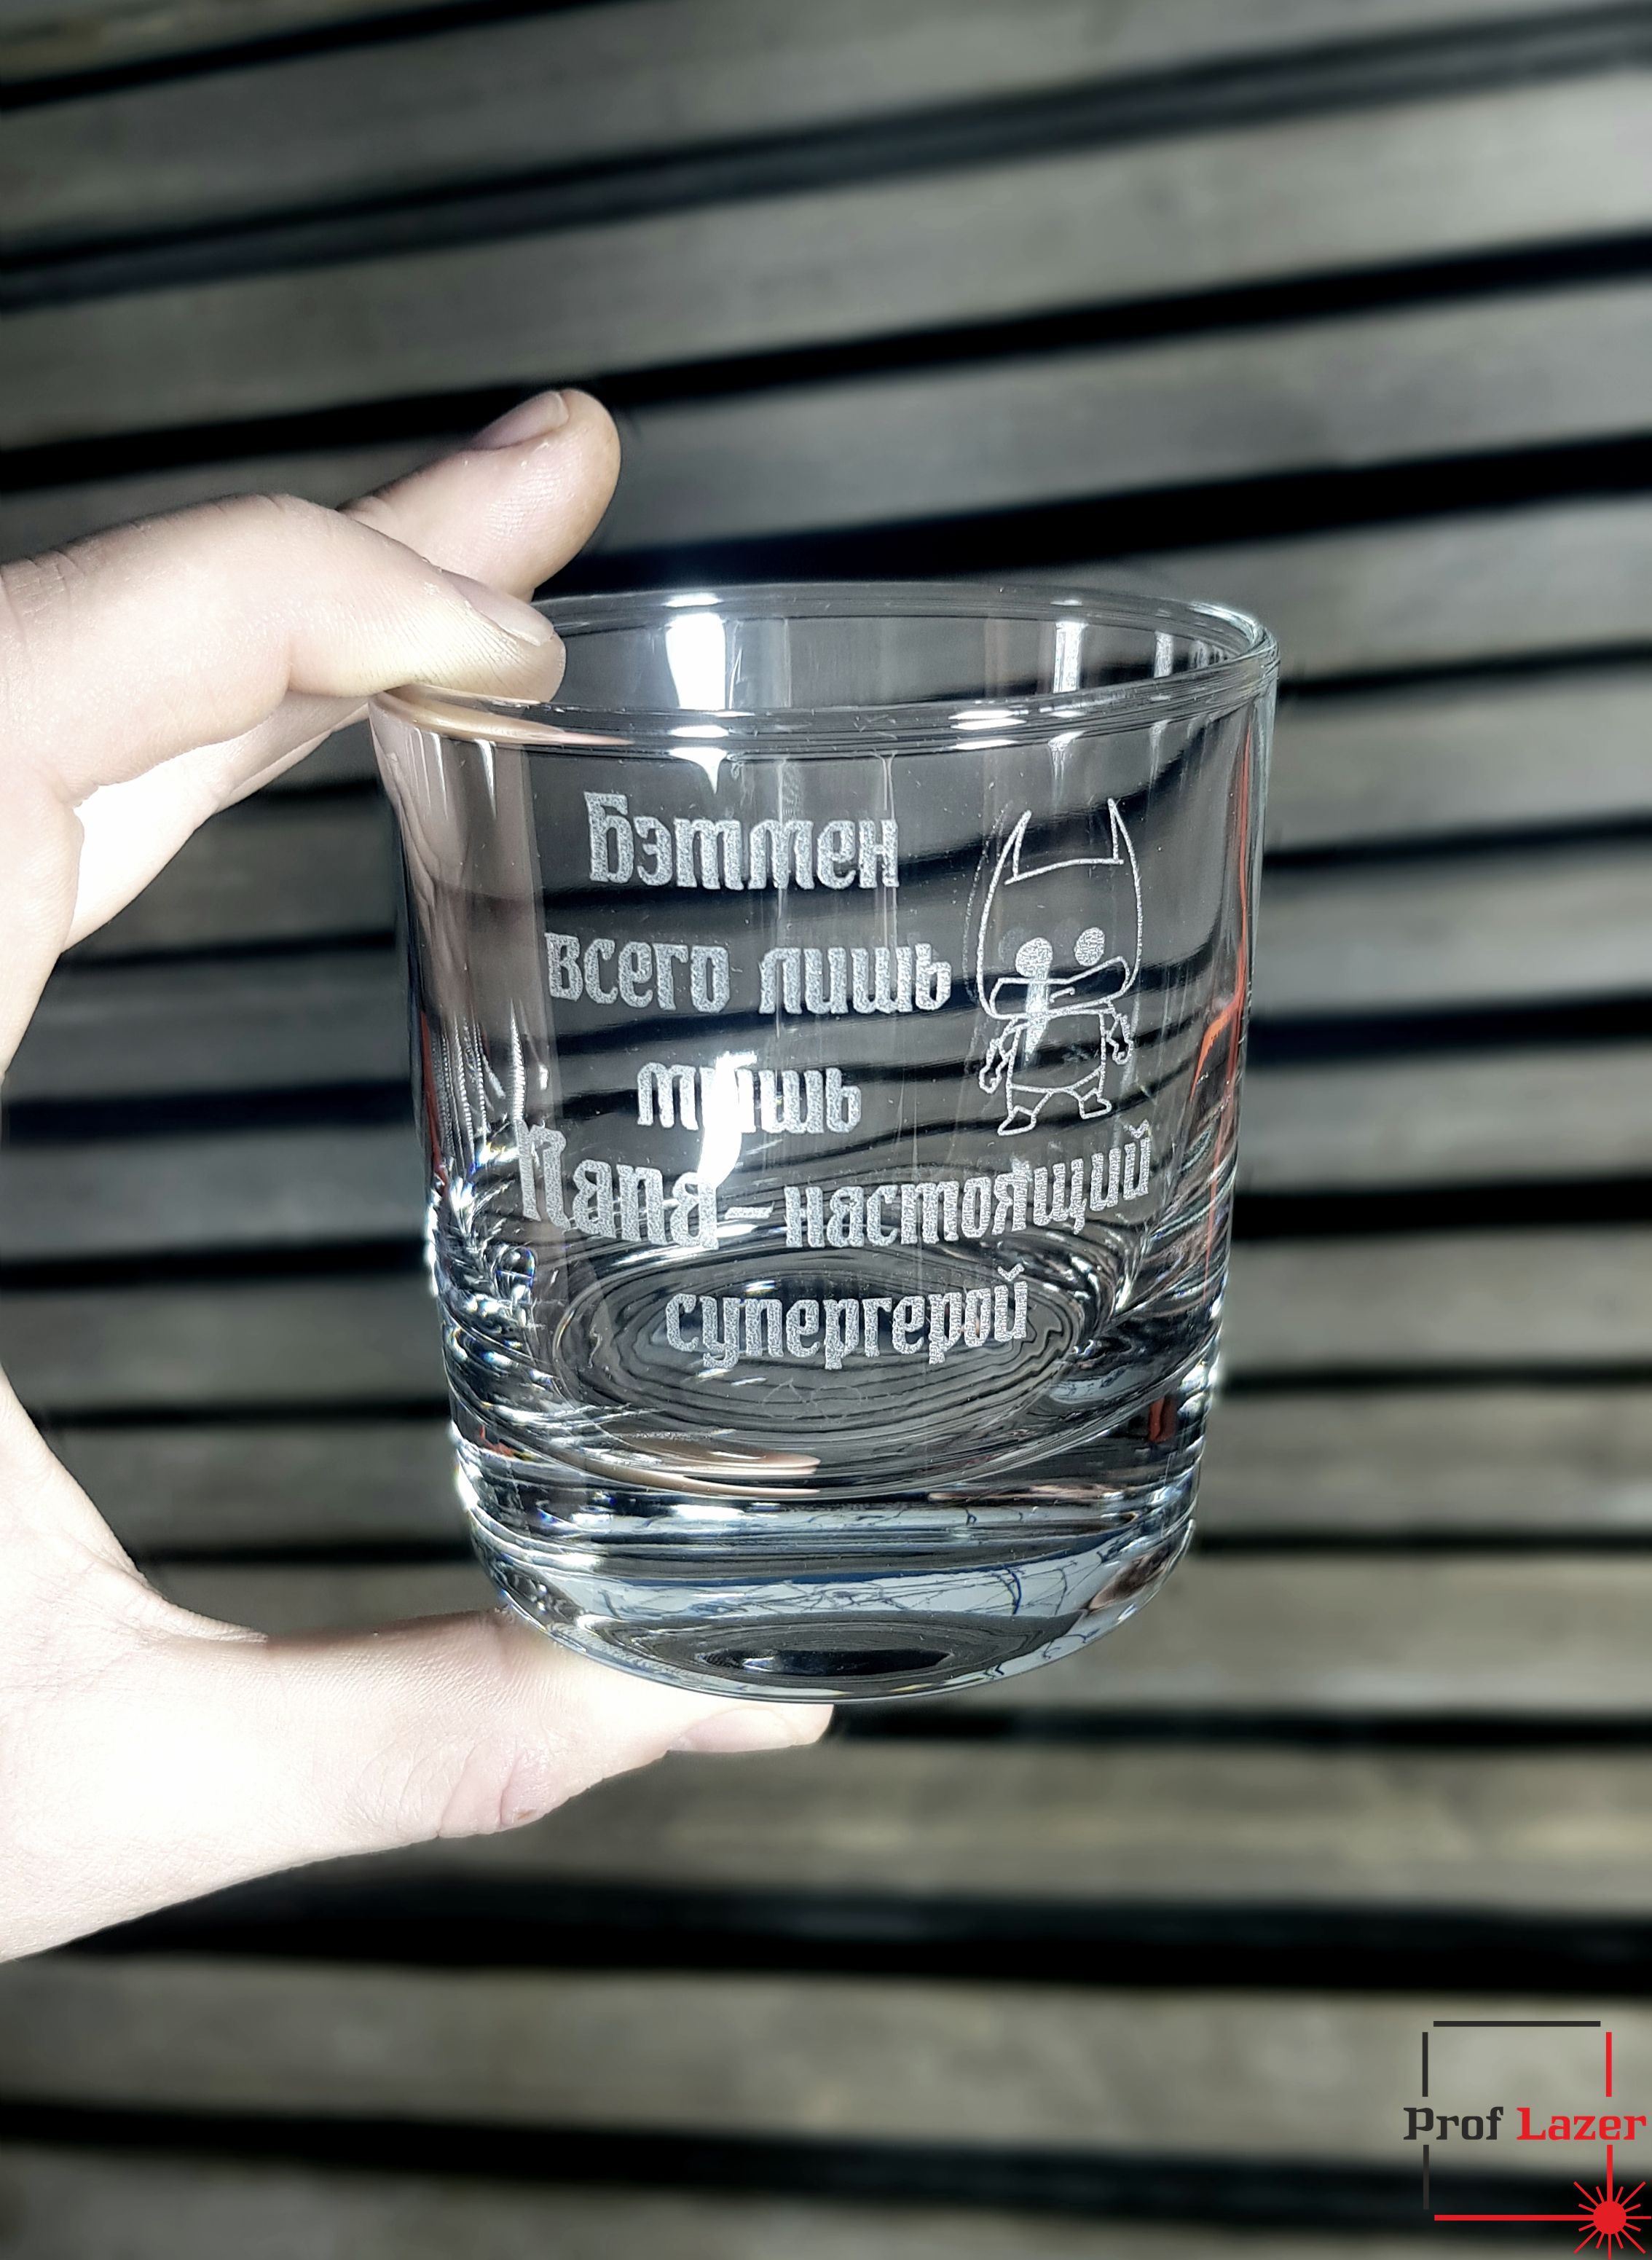 Бэтмен
всего лишь
мышь
Папа - настоящий
супергерой
Prof Lazer